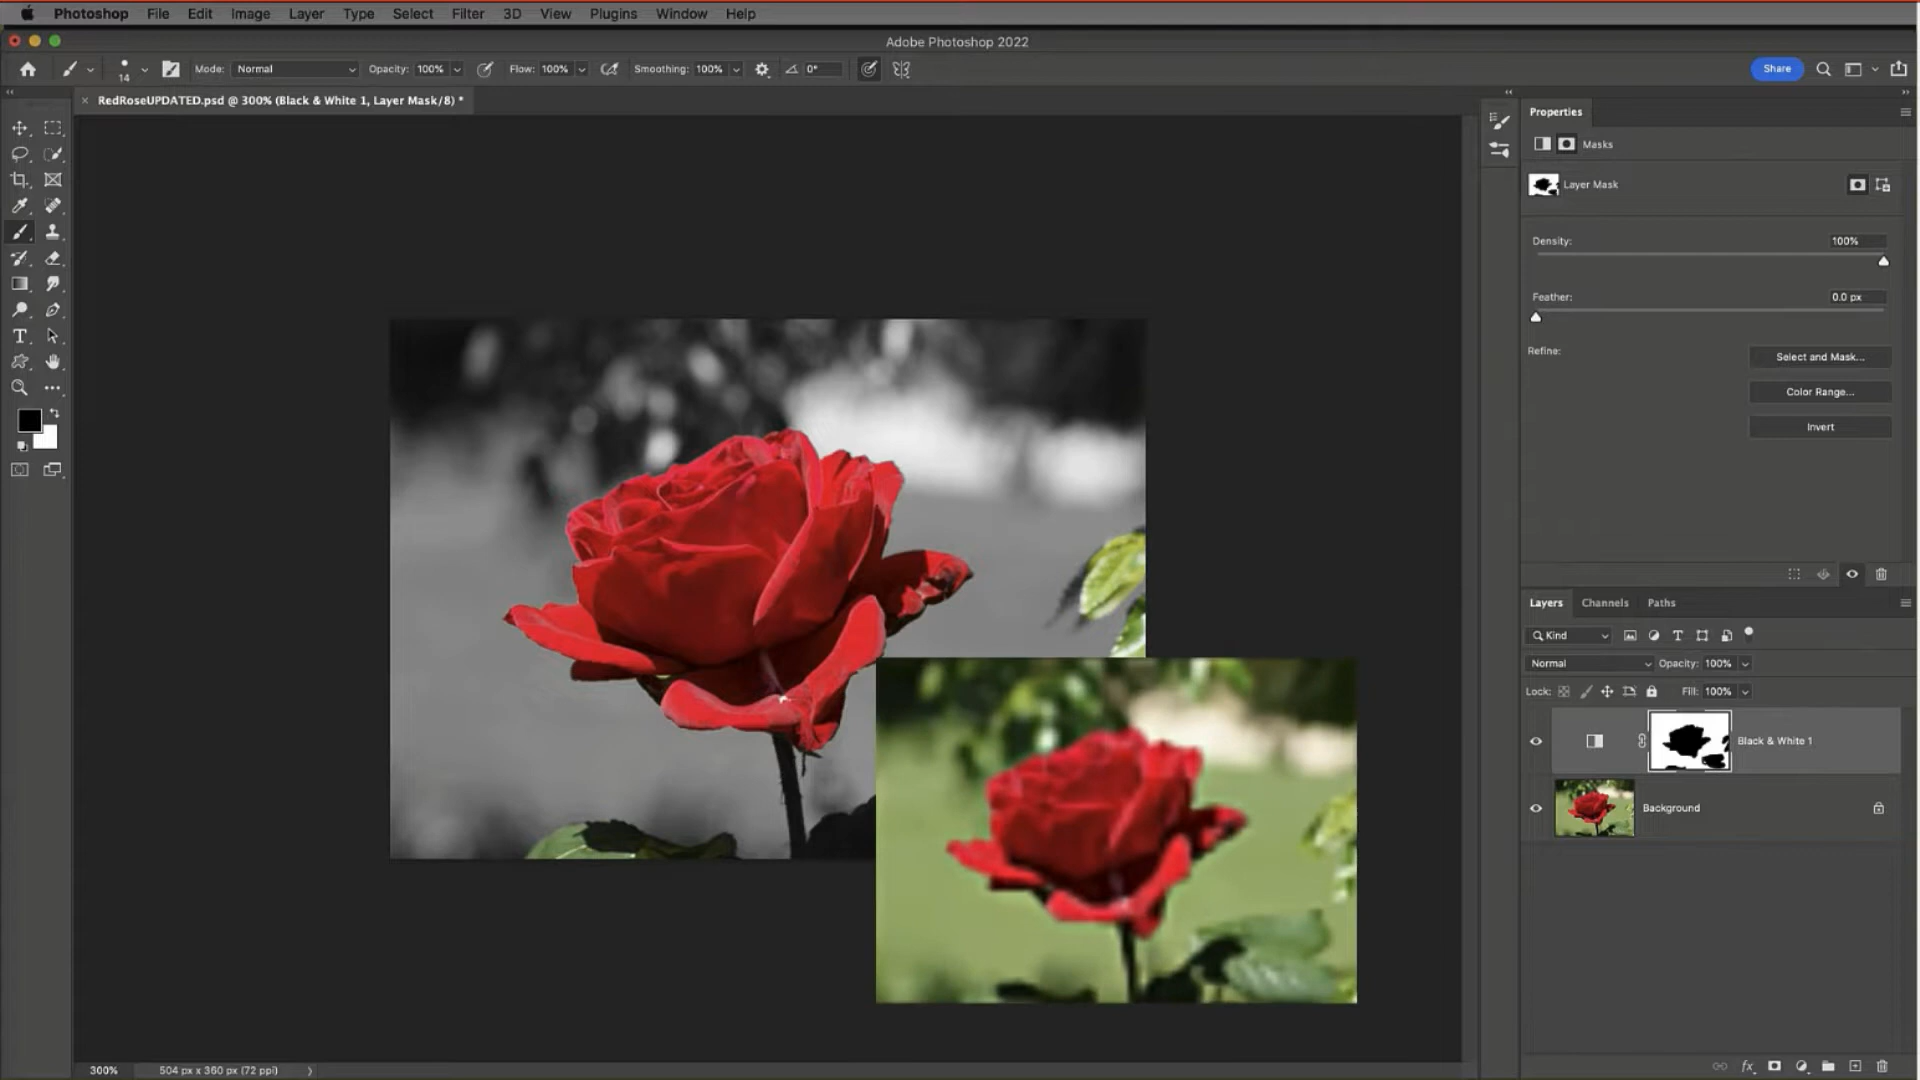 Photoshop File Edit Image Layer Type Select Filter 3D View Plugins Window Help
Adobe Photoshop 2022
14 Mode: Normal Opacity: 100% Flow: 100% Smoothing: 100% 0° Share
RedRoseUPDATED.psd @ 300% (Black & White 1, Layer Mask/8) *
Properties
Masks
Layer Mask
Density: 100%
Feather: 0.0 px
Refine: Select and Mask...
Color Range...
Invert
Layers Channels Paths
Kind
Normal Opacity: 100%
Lock: Fill: 100%
Black & White 1
Background
300% 504 px x 360 px (72 ppi)